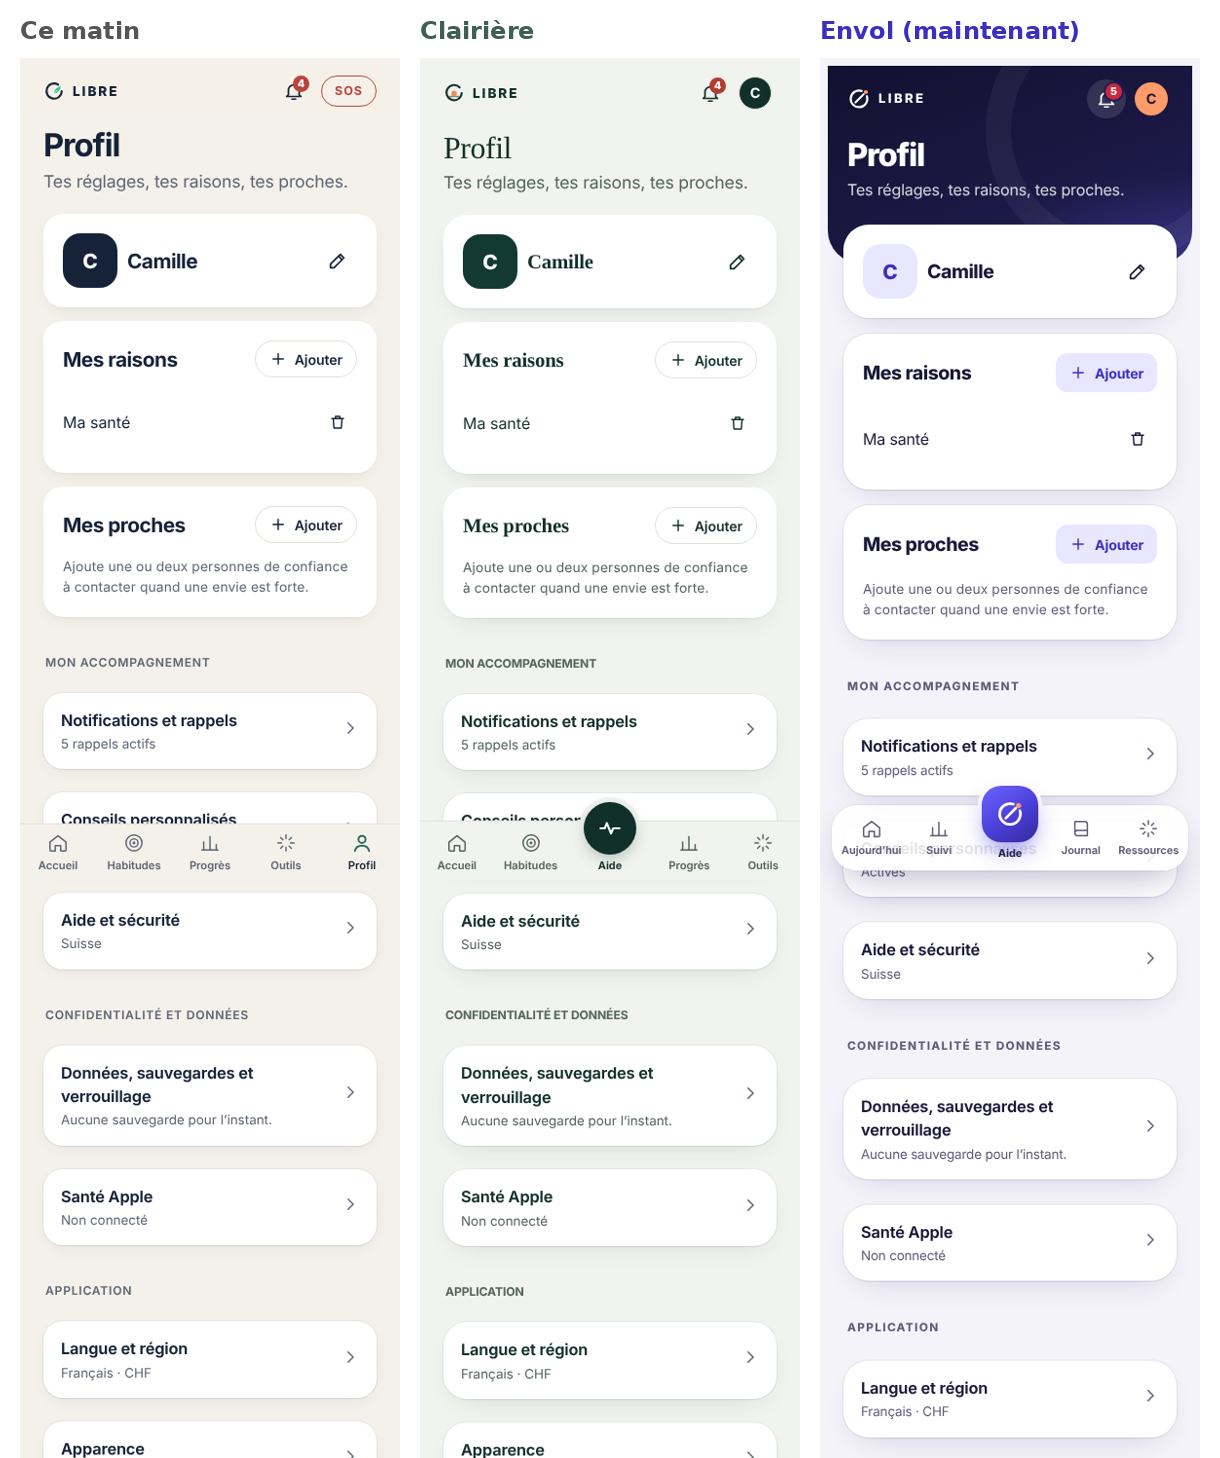 Ce matin
LIBRE
4
SOS
Profil
Tes réglages, tes raisons, tes proches.
C
Camille
Mes raisons
Ajouter
Ma santé
Mes proches
Ajouter
Ajoute une ou deux personnes de confiance
à contacter quand une envie est forte.
MON ACCOMPAGNEMENT
Notifications et rappels
5 rappels actifs
Conseils personnalisés
Accueil
Habitudes
Progrès
Outils
Profil
Aide et sécurité
Suisse
CONFIDENTIALITÉ ET DONNÉES
Données, sauvegardes et
verrouillage
Aucune sauvegarde pour l’instant.
Santé Apple
Non connecté
APPLICATION
Langue et région
Français · CHF
Apparence
Clairière
LIBRE
4
C
Profil
Tes réglages, tes raisons, tes proches.
C
Camille
Mes raisons
Ajouter
Ma santé
Mes proches
Ajouter
Ajoute une ou deux personnes de confiance
à contacter quand une envie est forte.
MON ACCOMPAGNEMENT
Notifications et rappels
5 rappels actifs
Conseils
Accueil
Habitudes
Aide
Progrès
Outils
Aide et sécurité
Suisse
CONFIDENTIALITÉ ET DONNÉES
Données, sauvegardes et
verrouillage
Aucune sauvegarde pour l’instant.
Santé Apple
Non connecté
APPLICATION
Langue et région
Français · CHF
Apparence
Envol (maintenant)
LIBRE
5
C
Profil
Tes réglages, tes raisons, tes proches.
C
Camille
Mes raisons
Ajouter
Ma santé
Mes proches
Ajouter
Ajoute une ou deux personnes de confiance
à contacter quand une envie est forte.
MON ACCOMPAGNEMENT
Notifications et rappels
5 rappels actifs
Aujourd’hui
Suivi
Aide
Journal
Ressources
Actives
Aide et sécurité
Suisse
CONFIDENTIALITÉ ET DONNÉES
Données, sauvegardes et
verrouillage
Aucune sauvegarde pour l’instant.
Santé Apple
Non connecté
APPLICATION
Langue et région
Français · CHF